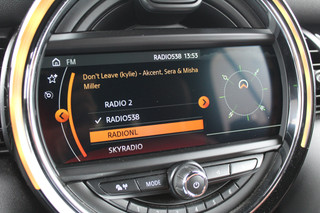 FM RADIO538 13:53
Don't Leave (kylie) - Akcent, Sera & Misha
Miller
RADIO 2
RADIO538
RADIONL
SKYRADIO
MODE